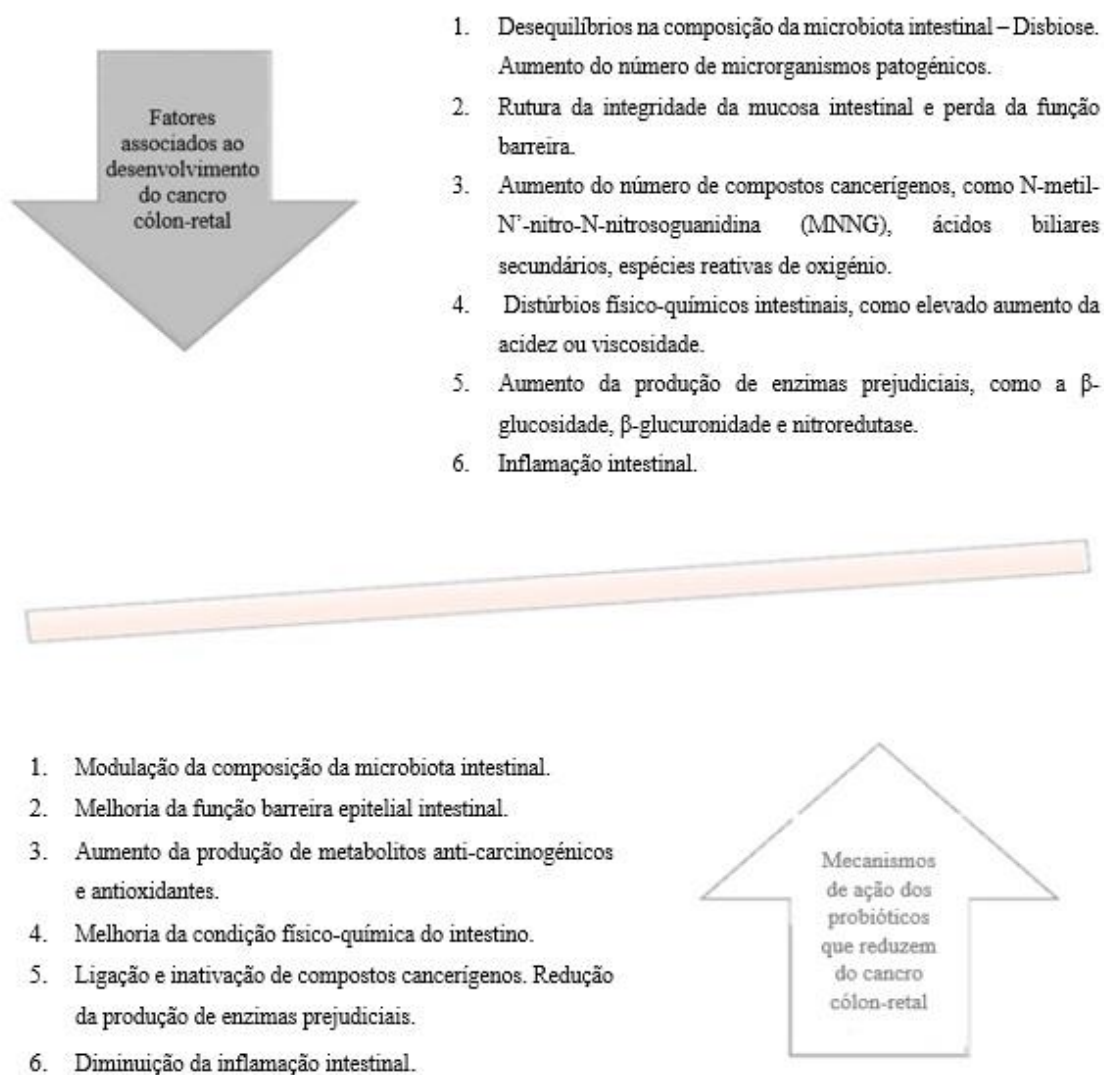 Fatores
associados ao
desenvolvimento
do cancro
cólon-retal
1. Desequilíbrios na composição da microbiota intestinal – Disbiose.
Aumento do número de microrganismos patogénicos.
2. Rutura da integridade da mucosa intestinal e perda da função
barreira.
3. Aumento do número de compostos cancerígenos, como N-metil-
N’-nitro-N-nitrosoguanidina (MNNG), ácidos biliares
secundários, espécies reativas de oxigénio.
4. Distúrbios físico-químicos intestinais, como elevado aumento da
acidez ou viscosidade.
5. Aumento da produção de enzimas prejudiciais, como a β-
glucosidade, β-glucuronidade e nitroredutase.
6. Inflamação intestinal.
1. Modulação da composição da microbiota intestinal.
2. Melhoria da função barreira epitelial intestinal.
3. Aumento da produção de metabolitos anti-carcinogénicos
e antioxidantes.
4. Melhoria da condição físico-química do intestino.
5. Ligação e inativação de compostos cancerígenos. Redução
da produção de enzimas prejudiciais.
6. Diminuição da inflamação intestinal.
Mecanismos
de ação dos
probióticos
que reduzem
do cancro
cólon-retal